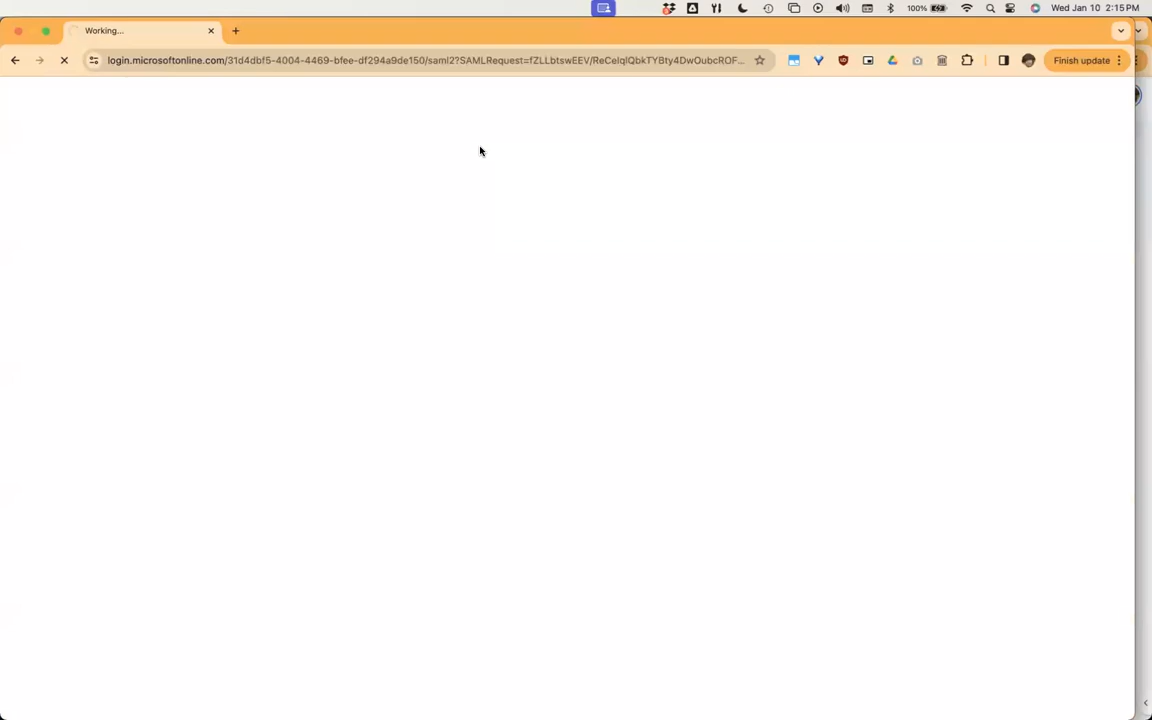 100%
Wed Jan 10 2:15 PM
Working...
login.microsoftonline.com/31d4dbf5-4004-4469-bfee-df294a9de150/saml2?SAMLRequest=fZLLbtswEEV/ReCelqlQbkTYBty4DwOubcROF...
Finish update